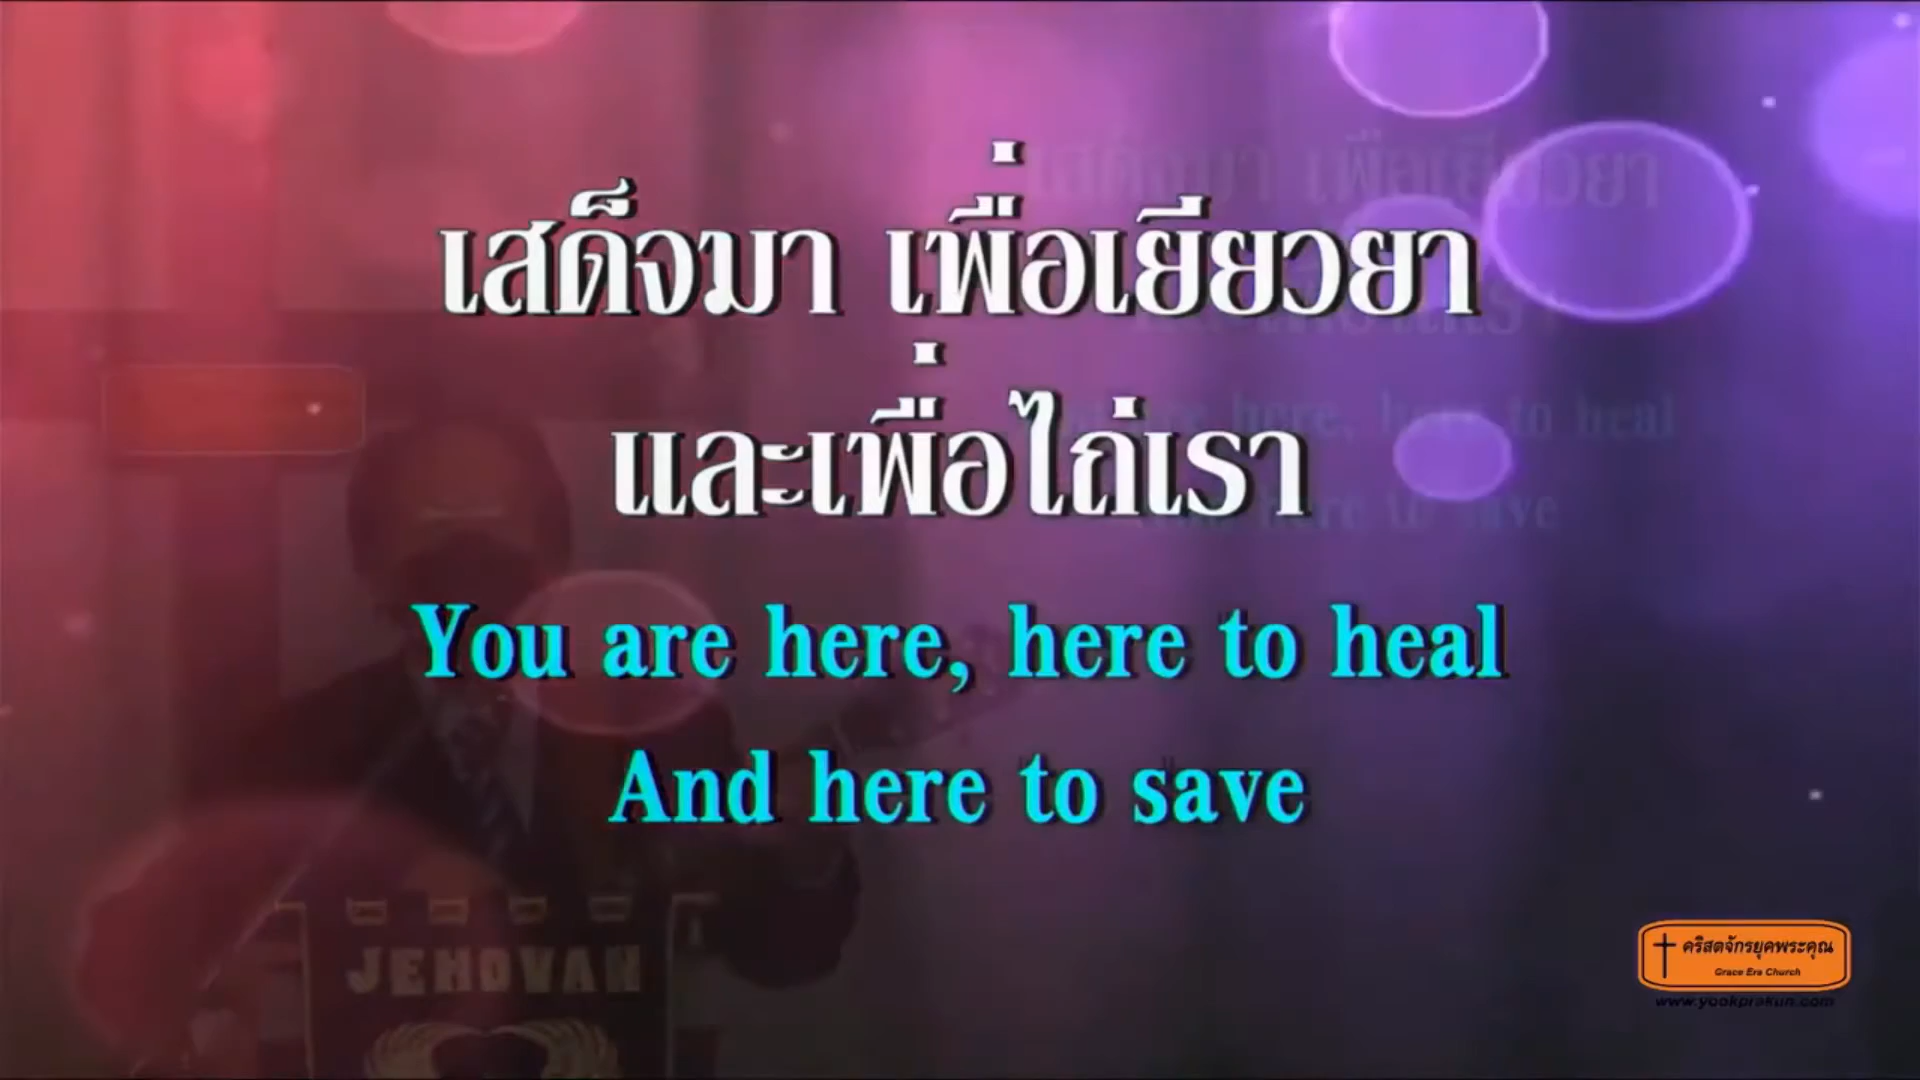 เสด็จมา เพื่อเยียวยา
และเพื่อไถ่เรา
You are here, here to heal
And here to save
JEHOVAH
คริสตจักรยุคพระคุณ
Grace Era Church
www.yookprakun.com